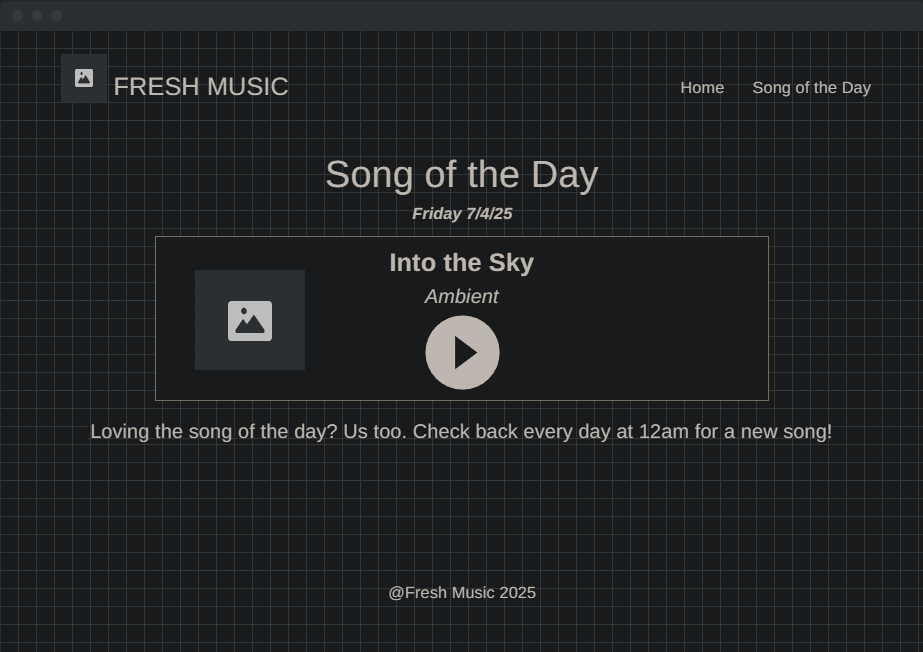 FRESH MUSIC
Home
Song of the Day
Song of the Day
Friday 7/4/25
Into the Sky
Ambient
Loving the song of the day? Us too. Check back every day at 12am for a new song!
@Fresh Music 2025